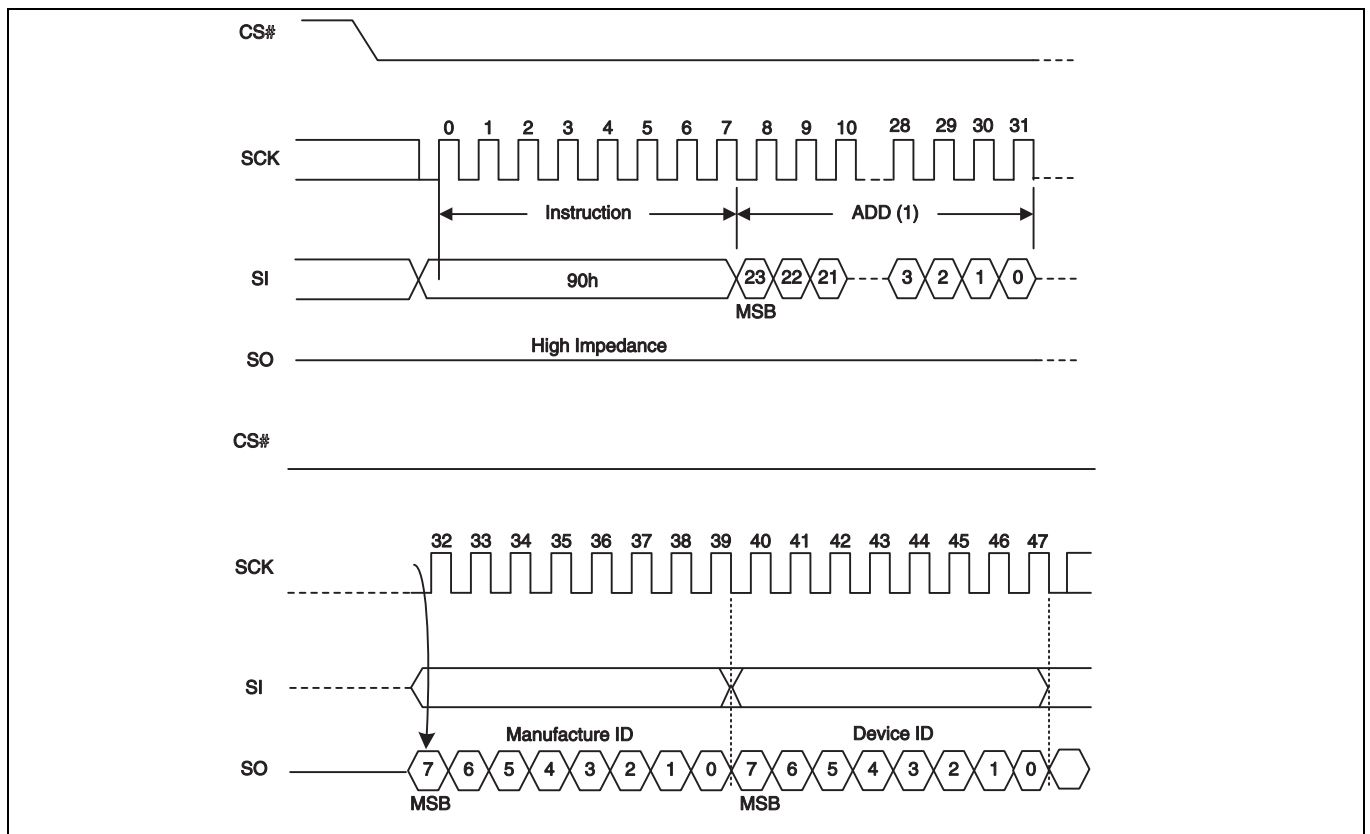 CS#
0 1 2 3 4 5 6 7 8 9 10 28 29 30 31
SCK
Instruction ADD (1)
SI 90h 23 22 21 3 2 1 0
MSB
High Impedance
SO
CS#
32 33 34 35 36 37 38 39 40 41 42 43 44 45 46 47
SCK
SI
Manufacture ID Device ID
SO 7 6 5 4 3 2 1 0 7 6 5 4 3 2 1 0
MSB MSB